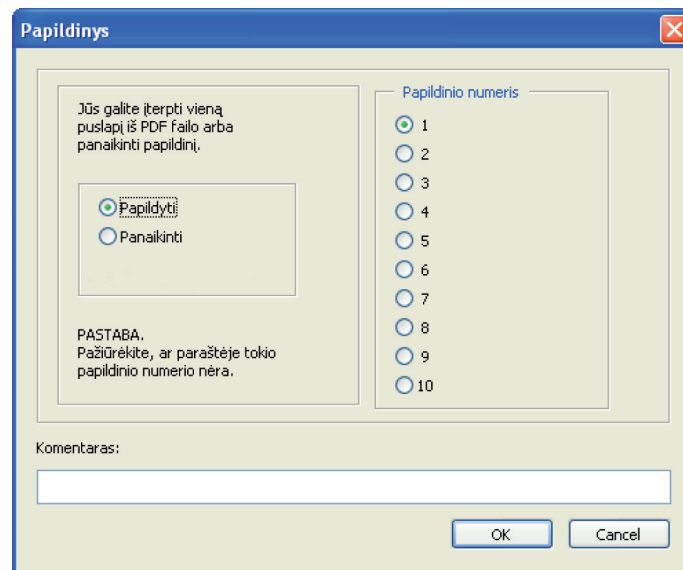 Papildinys
Jūs galite įterpti vieną
puslapį iš PDF failo arba
panaikinti papildinį.
Papildyti
Panaikinti
PASTABA.
Pažiūrėkite, ar paraštėje tokio
papildinio numerio nėra.
Papildinio numeris
1
2
3
4
5
6
7
8
9
10
Komentaras:
OK
Cancel